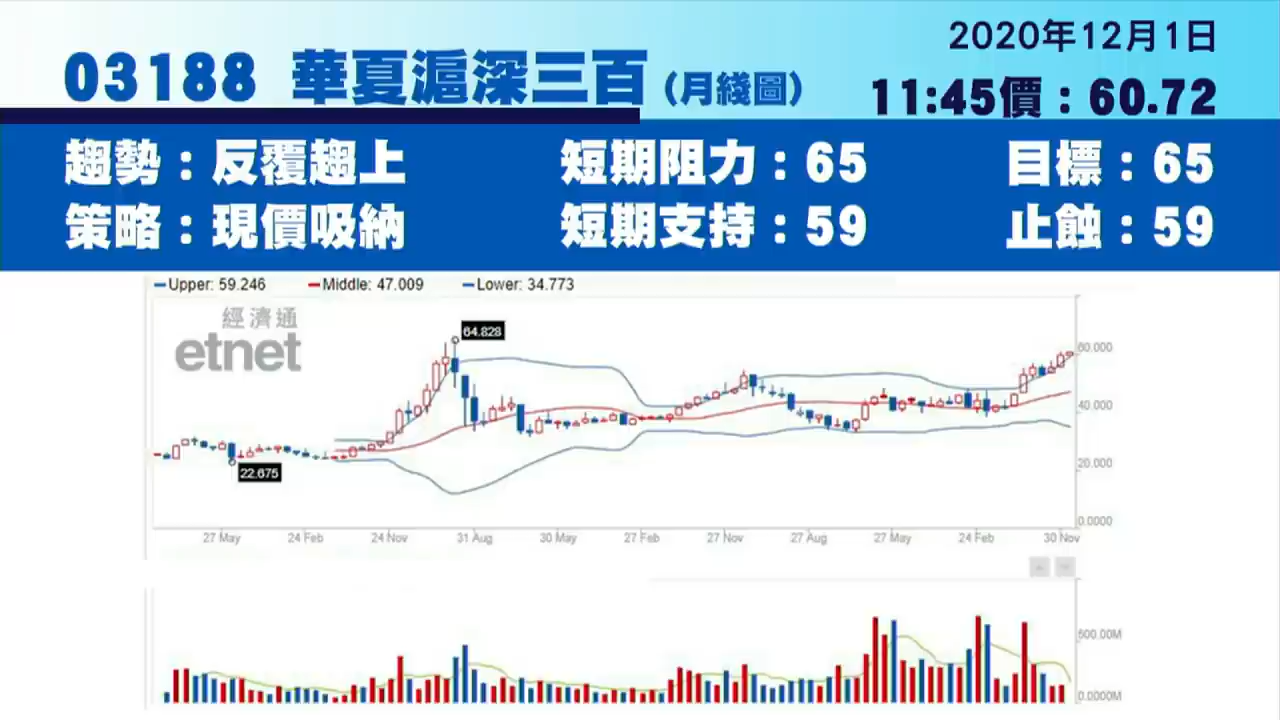 2020年12月1日
03188 華夏滬深三百 (月綫圖)
11:45價：60.72
趨勢：反覆趨上 短期阻力：65 目標：65
策略：現價吸納 短期支持：59 止蝕：59
Upper: 59.246 Middle: 47.009 Lower: 34.773
經濟通
etnet
64.828
60.000
40.000
22.675
20.000
0.0000
27 May 24 Feb 24 Nov 31 Aug 30 May 27 Feb 27 Nov 27 Aug 27 May 24 Feb 30 Nov
500.00M
0.0000M